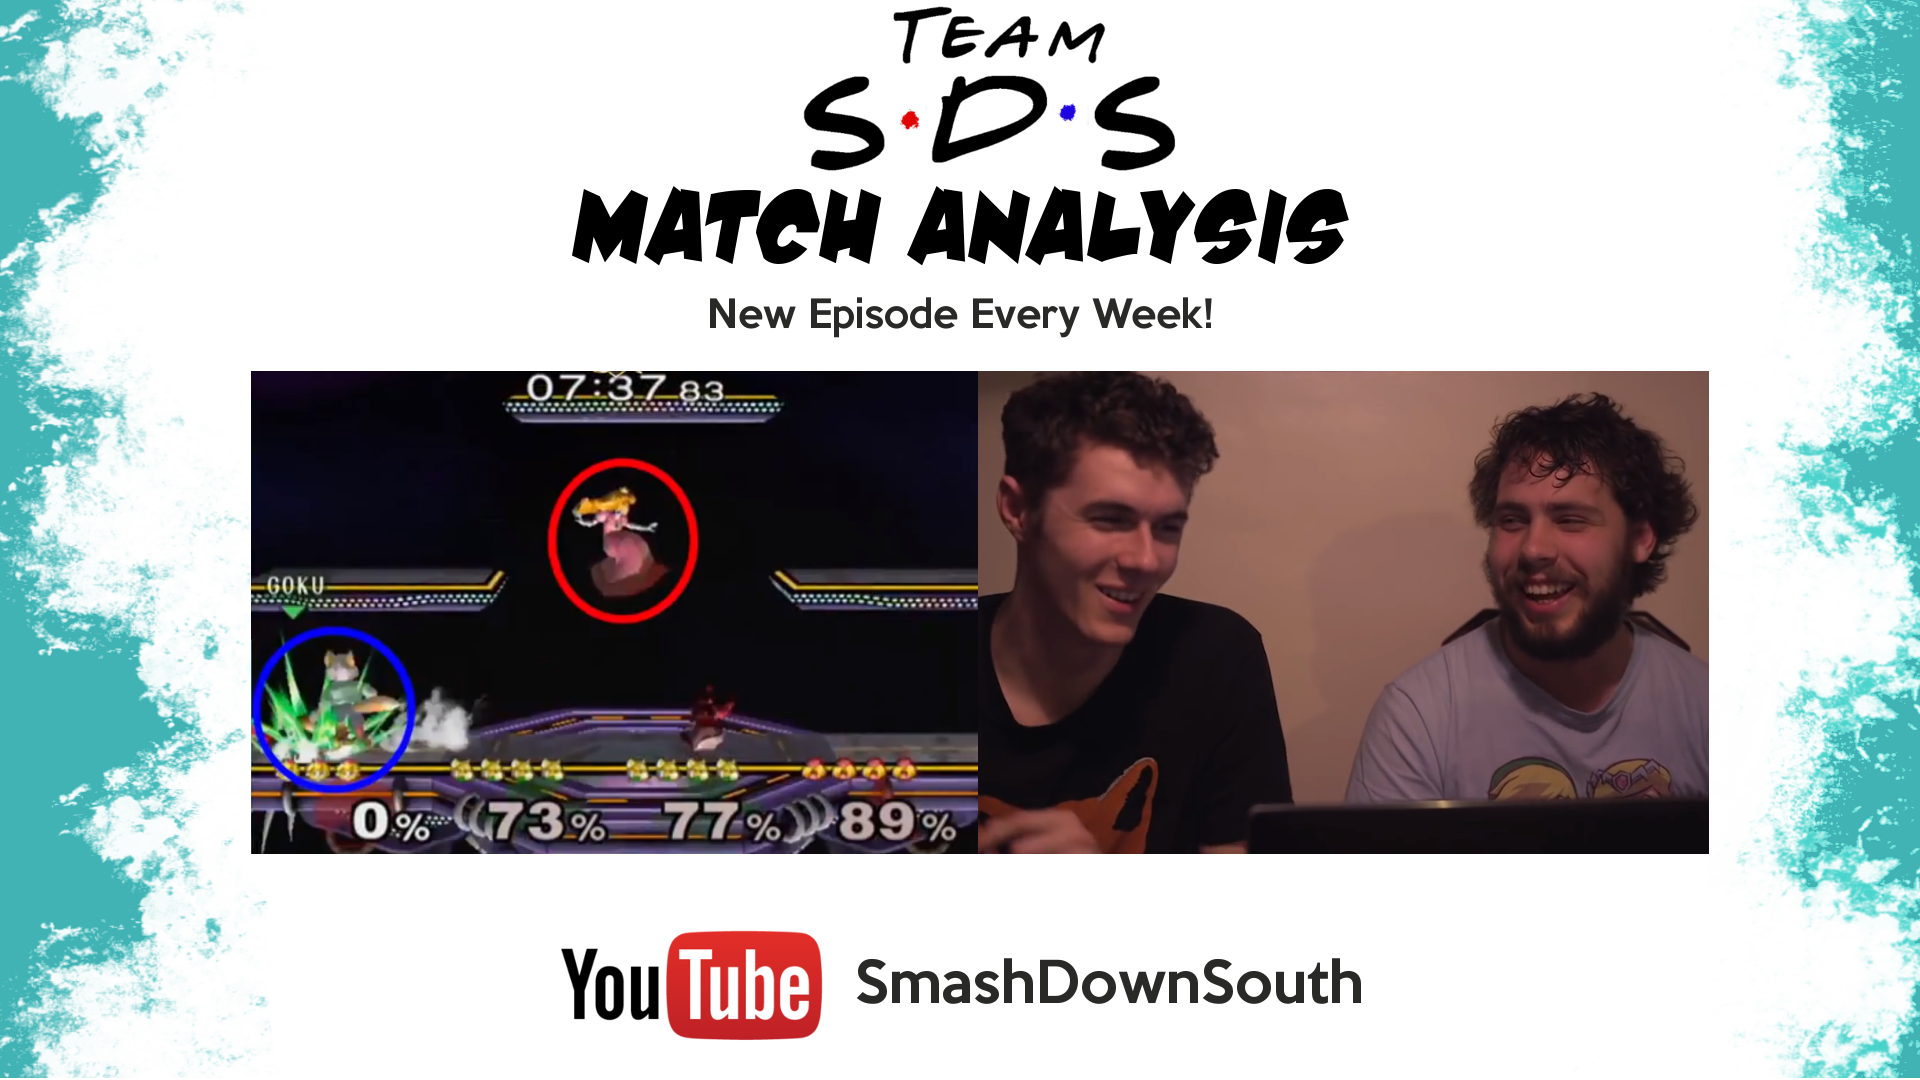 TEAM
S•D•S
MATCH ANALYSIS
New Episode Every Week!
07:37 83
GOKU
0% 73% 77% 89%
YouTube SmashDownSouth